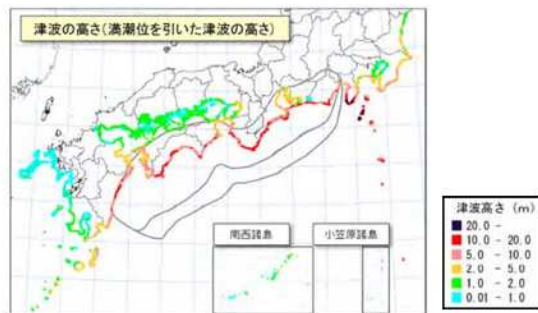 津波の高さ(満潮位を引いた津波の高さ)
南西諸島
小笠原諸島
津波高さ (m)
20.0 -
10.0 - 20.0
5.0 - 10.0
2.0 - 5.0
1.0 - 2.0
0.01 - 1.0